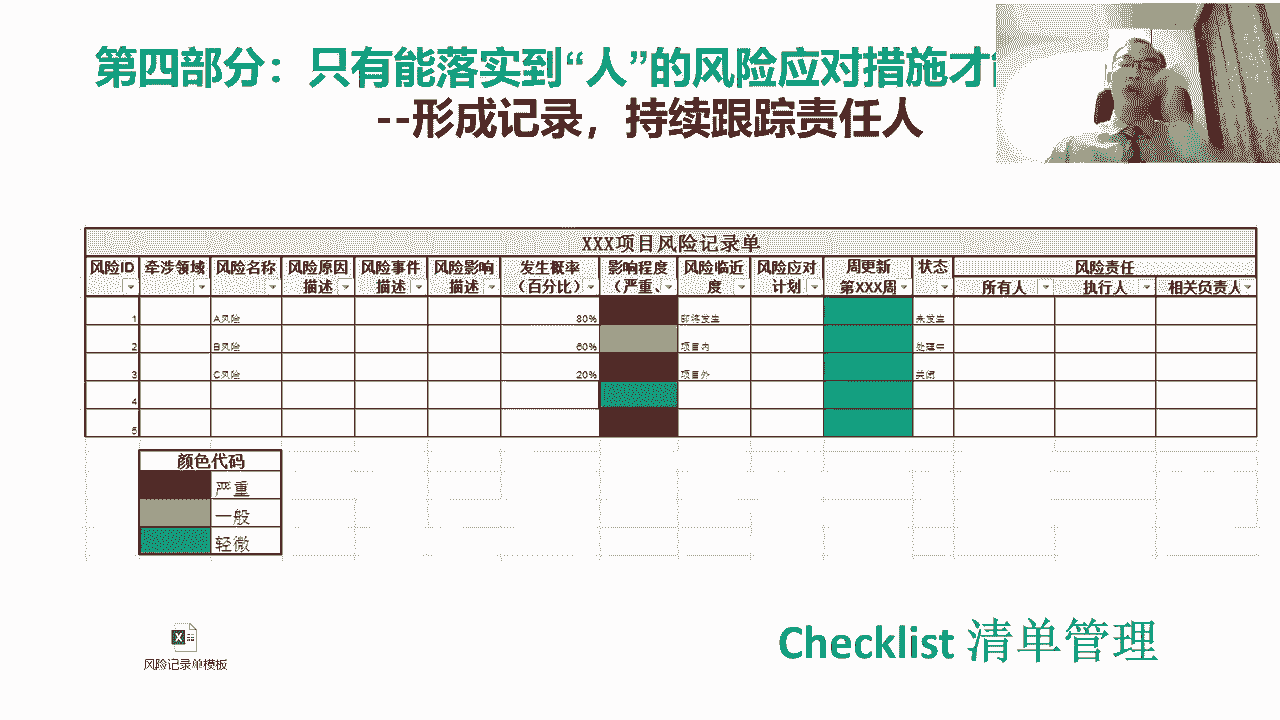 第四部分：只有能落实到“人”的风险应对措施才
--形成记录，持续跟踪责任人
XXX项目风险记录单
风险ID 牵涉领域 风险名称 风险原因描述 风险事件描述 风险影响描述 发生概率（百分比） 影响程度（严重、 风险临近度 风险应对计划 周更新第XXX周 状态 风险责任
所有人 执行人 相关负责人
1 A风险 80% 即将发生 未发生
2 B风险 60% 项目内 处理中
3 C风险 20% 项目外 关闭
4
5
颜色代码
严重
一般
轻微
风险记录单模板
Checklist 清单管理